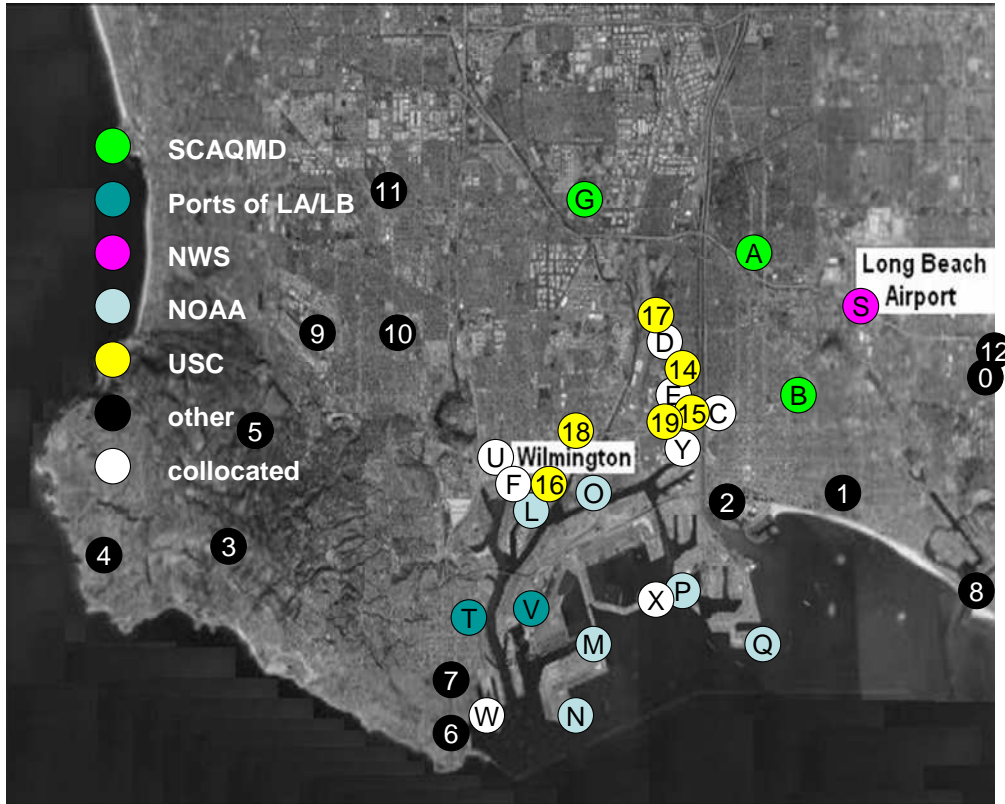 SCAQMD
11
Ports of LA/LB
G
A
NWS
Long Beach
Airport
S
NOAA
17
9
10
D
12
USC
14
0
E
B
other
15
C
5
19
18
Y
collocated
U
Wilmington
F
16
O
1
L
2
4
3
P
8
X
V
T
M
Q
7
W
N
6